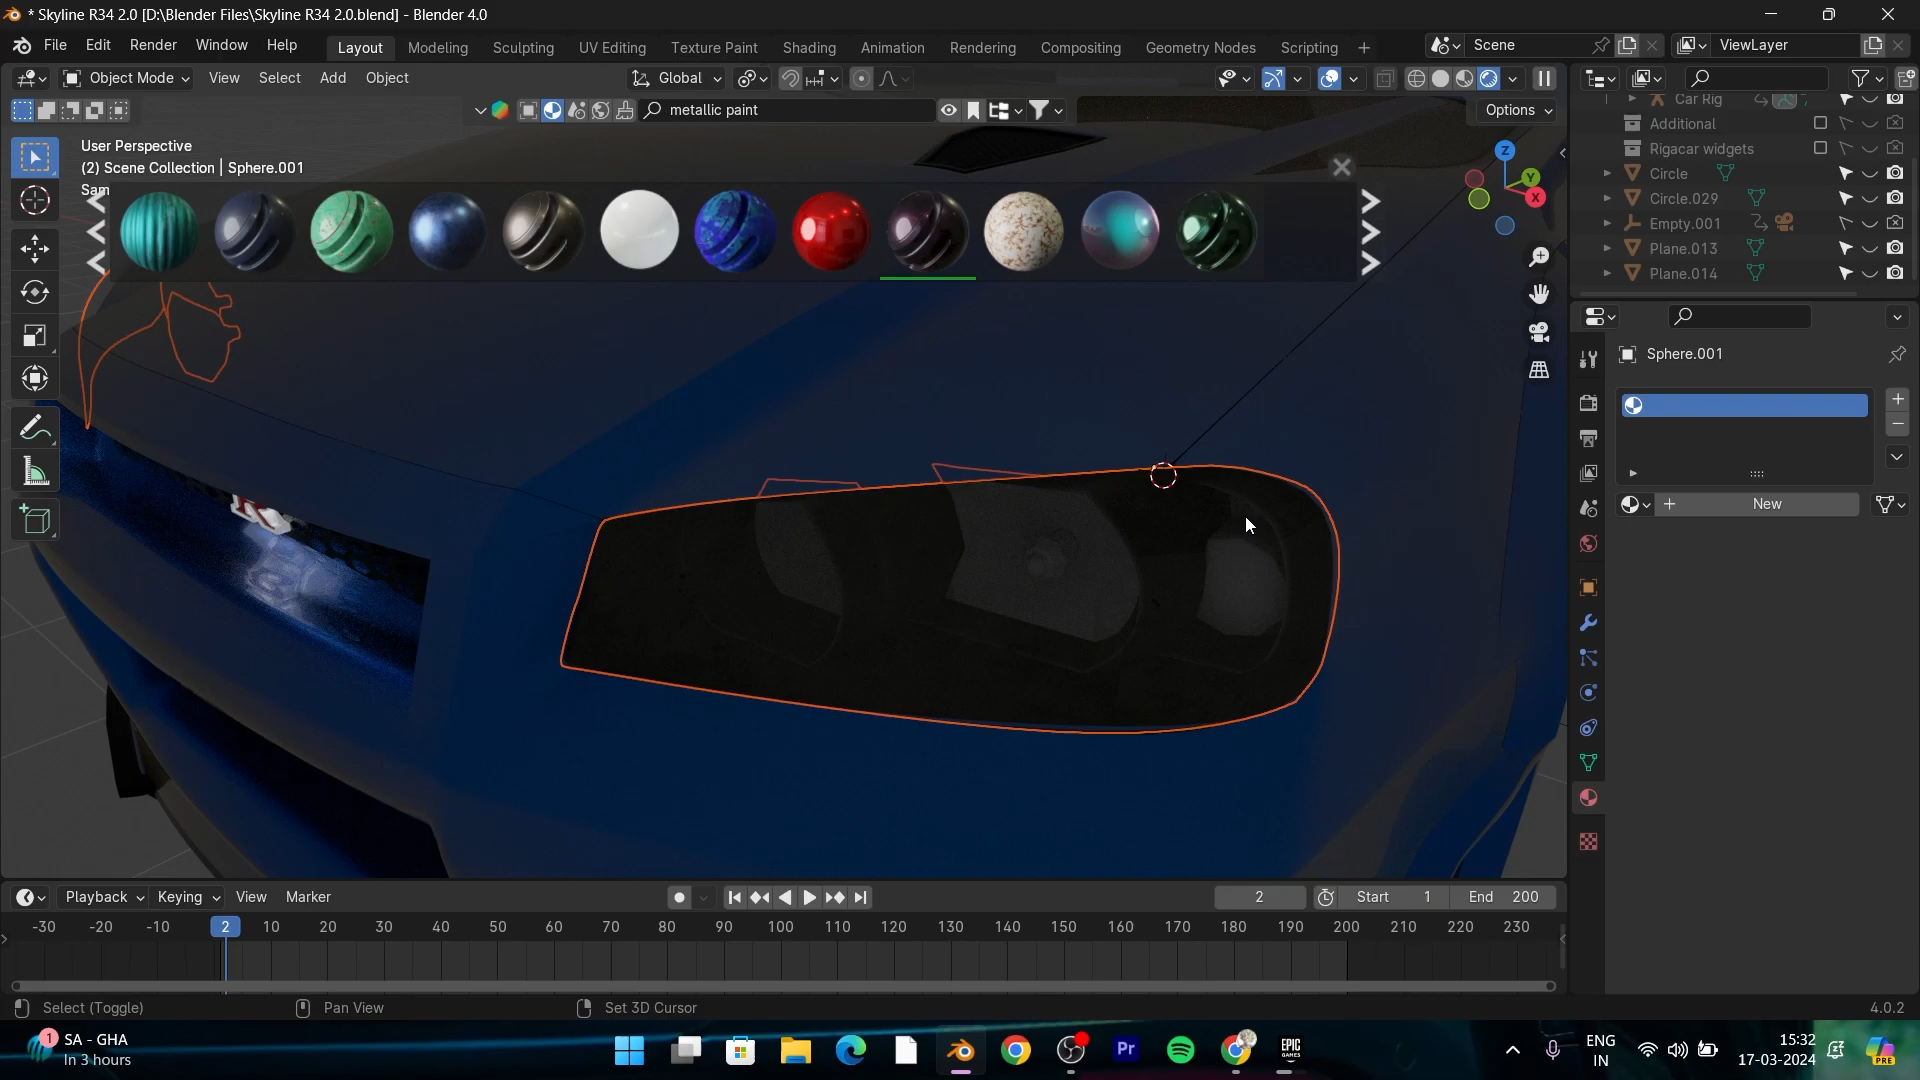 * Skyline R34 2.0 [D:\Blender Files\Skyline R34 2.0.blend] - Blender 4.0
File Edit Render Window Help
Layout Modeling Sculpting UV Editing Texture Paint Shading Animation Rendering Compositing Geometry Nodes Scripting +
Scene
ViewLayer
Object Mode View Select Add Object
Global
metallic paint
Options
User Perspective
(2) Scene Collection | Sphere.001
Sam
Z
Y
X
Car Rig
Additional
Rigacar widgets
Circle
Circle.029
Empty.001
Plane.013
Plane.014
Sphere.001
New
Playback Keying View Marker
2
Start 1
End 200
-30 -20 -10 2 10 20 30 40 50 60 70 80 90 100 110 120 130 140 150 160 170 180 190 200 210 220 230
Select (Toggle)
Pan View
Set 3D Cursor
4.0.2
1
SA - GHA
In 3 hours
Pr
EPIC
GAMES
ENG
IN
15:32
17-03-2024
PRE